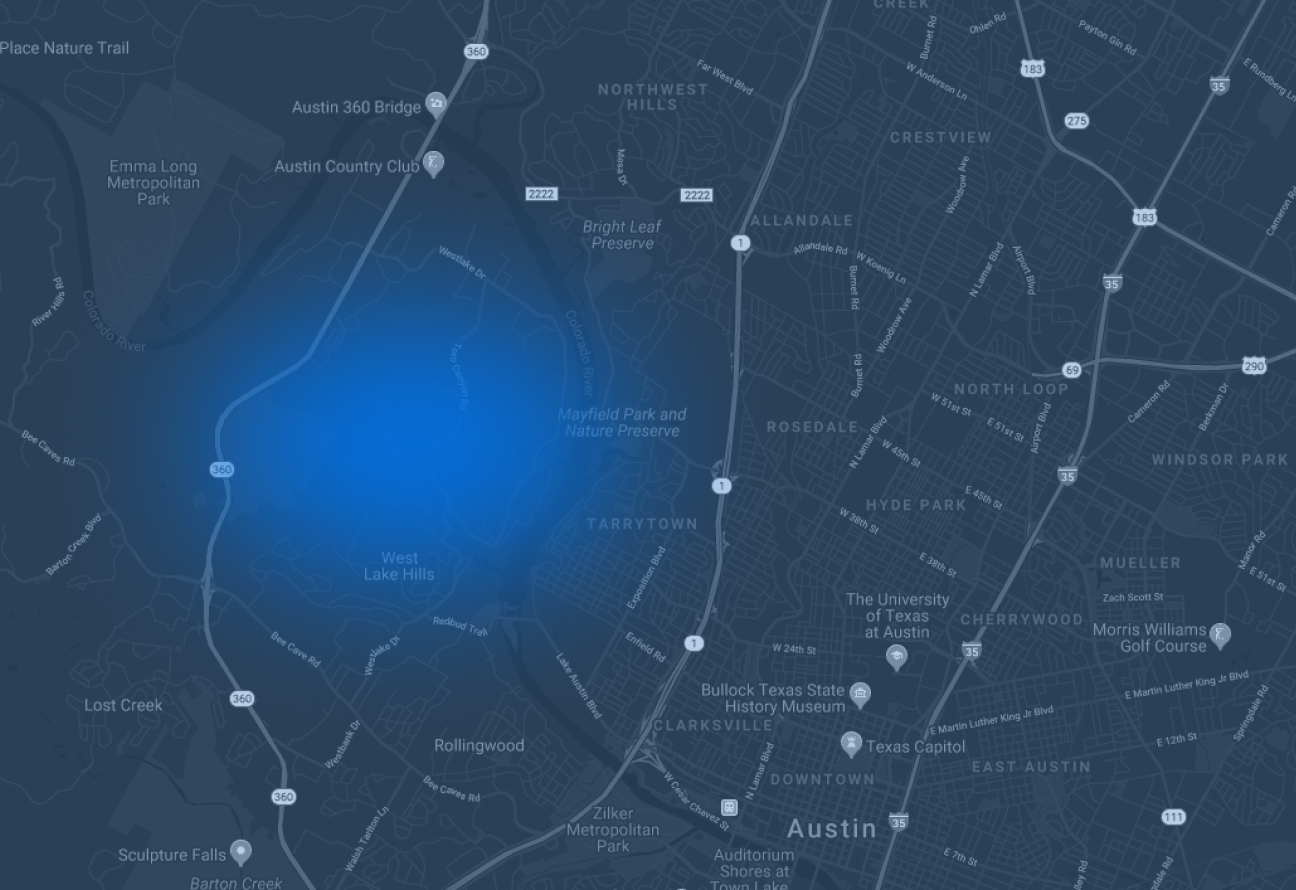 CREEK
Ohlen Rd
Burnet Rd
Payton Gin Rd
Place Nature Trail
360
Far West Blvd
W Anderson Ln
183
E Rundberg Ln
35
NORTHWEST
HILLS
Austin 360 Bridge
275
CRESTVIEW
Austin Country Club
Emma Long
Metropolitan
Park
Mesa Dr
2222
2222
Woodrow Ave
Cameron Rd
183
ALLANDALE
Bright Leaf
Preserve
1
Allandale Rd
W Koenig Ln
Westlake Dr
N Lamar Blvd
Airport Blvd
35
Burnet Rd
River Hills Rd
Colorado River
Colorado River
Woodrow Ave
Toro Canyon Rd
Burnet Rd
69
290
NORTH LOOP
W 51st St
E 51st St
Cameron Rd
Berkman Dr
Airport Blvd
Mayfield Park and
Nature Preserve
ROSEDALE
N Lamar Blvd
W 45th St
Bee Caves Rd
360
1
35
WINDSOR PARK
E 45th St
HYDE PARK
W 38th St
TARRYTOWN
Barton Creek Blvd
E 38th St
Manor Rd
E 51st St
MUELLER
West
Lake Hills
Exposition Blvd
Zach Scott St
The University
of Texas
at Austin
CHERRYWOOD
Redbud Trail
Morris Williams
Golf Course
Bee Cave Rd
Westlake Dr
Enfield Rd
1
W 24th St
35
Lake Austin Blvd
E Martin Luther King Jr Blvd
Bullock Texas State
History Museum
360
Lost Creek
CLARKSVILLE
E Martin Luther King Jr Blvd
Springdale Rd
Westbank Dr
Rollingwood
Texas Capitol
E 12th St
EAST AUSTIN
N Lamar Blvd
DOWNTOWN
Bee Caves Rd
W Cesar Chavez St
360
Zilker
Metropolitan
Park
Austin
35
111
Walsh Tarlton Ln
Sculpture Falls
Auditorium
Shores at
Town Lake
E 7th St
Barton Creek